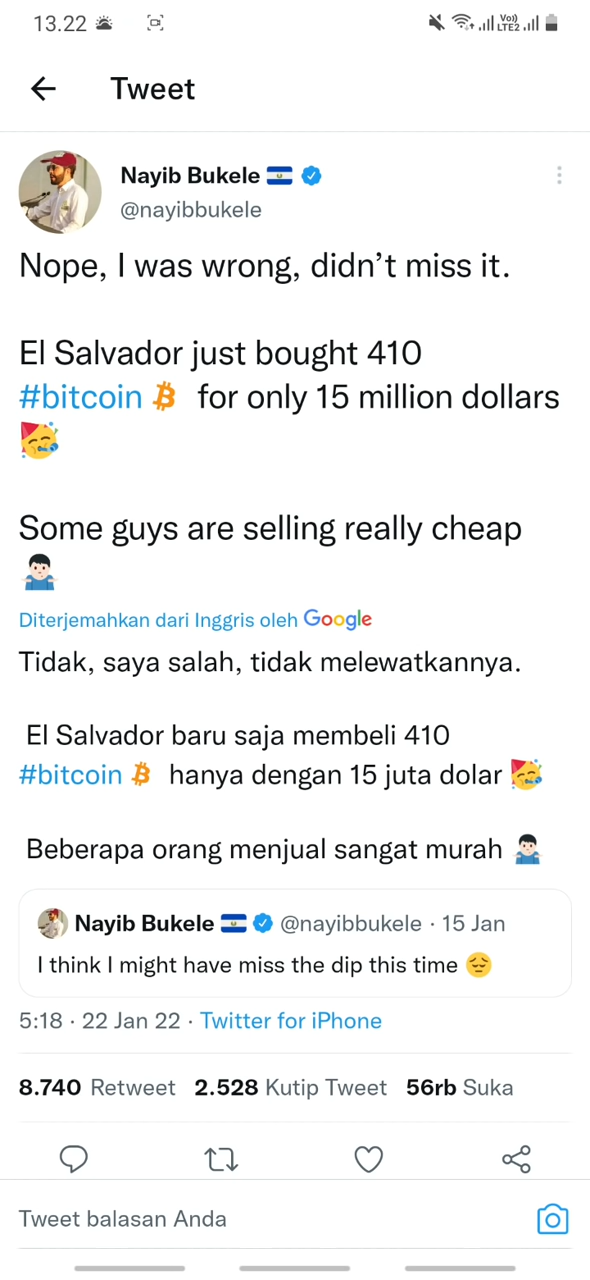 13.22
Vo))
LTE2
Tweet
Nayib Bukele 🇸🇻
@nayibbukele
Nope, I was wrong, didn’t miss it.
El Salvador just bought 410
#bitcoin for only 15 million dollars
🥳
Some guys are selling really cheap
🤷🏻‍♂️
Diterjemahkan dari Inggris oleh Google
Tidak, saya salah, tidak melewatkannya.
El Salvador baru saja membeli 410
#bitcoin hanya dengan 15 juta dolar 🥳
Beberapa orang menjual sangat murah 🤷🏻‍♂️
Nayib Bukele 🇸🇻 @nayibbukele · 15 Jan
I think I might have miss the dip this time 😔
5:18 · 22 Jan 22 · Twitter for iPhone
8.740 Retweet 2.528 Kutip Tweet 56rb Suka
Tweet balasan Anda